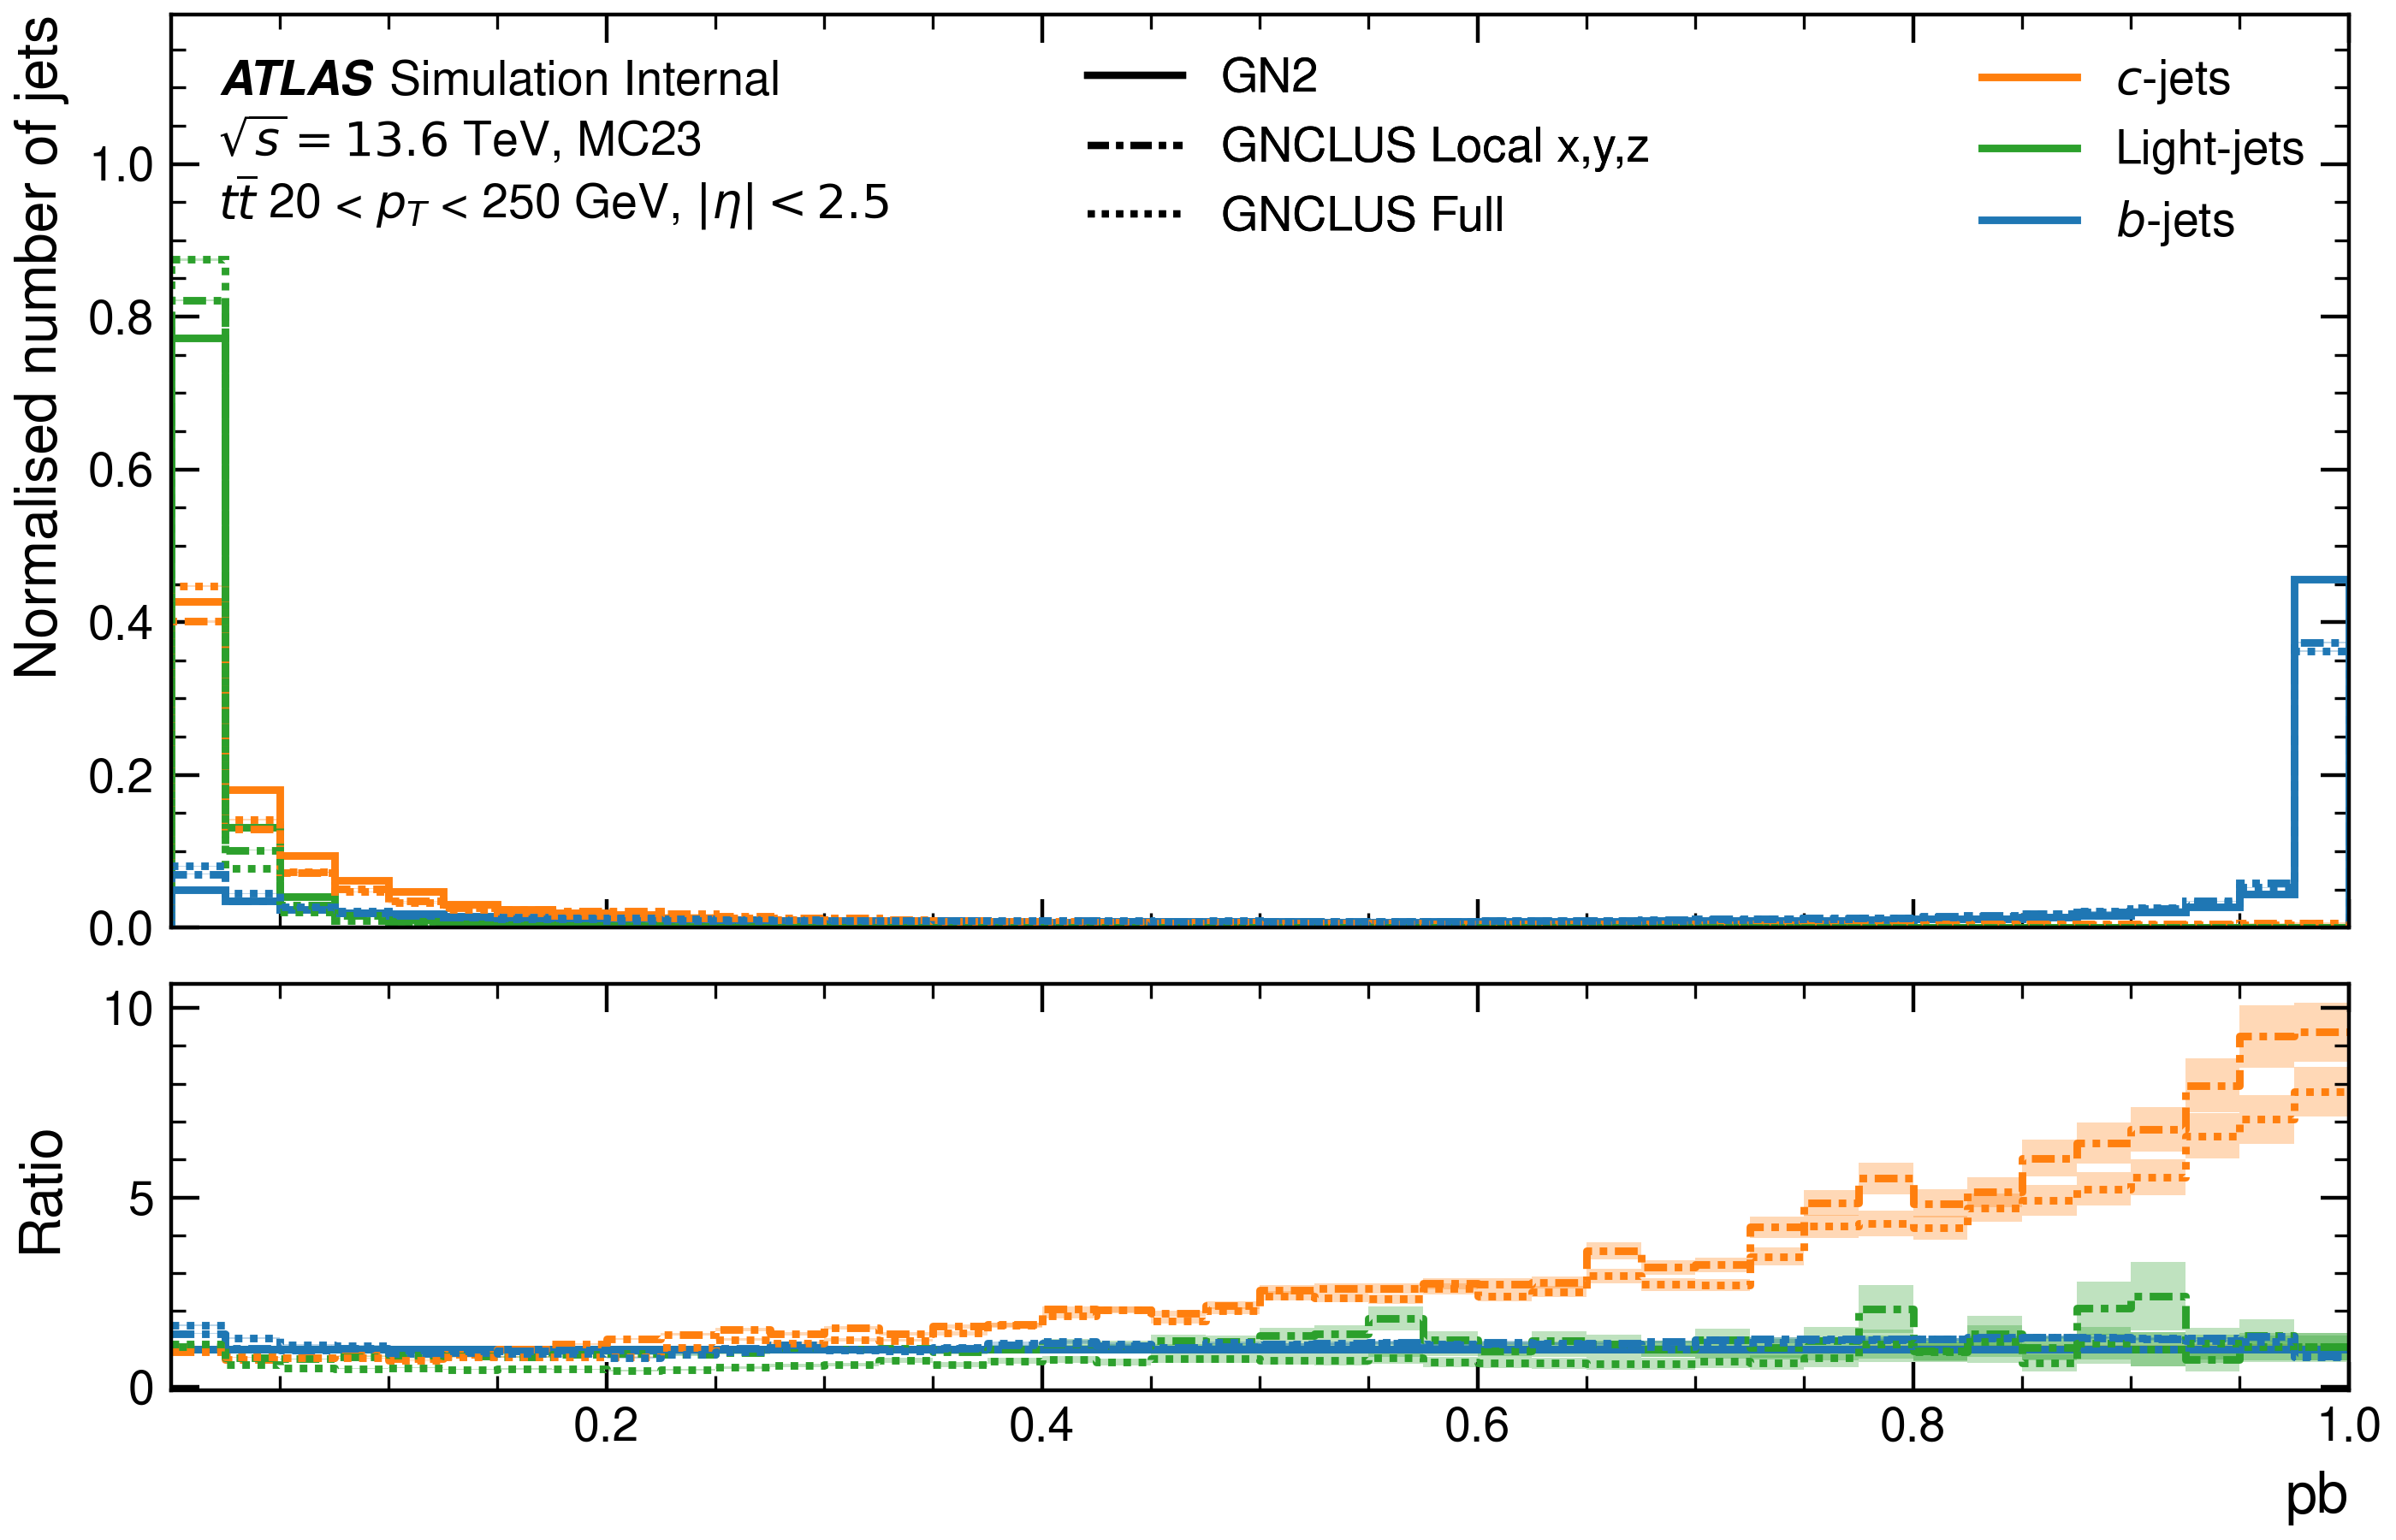 Normalised number of jets
ATLAS Simulation Internal
√s = 13.6 TeV, MC23
tt̄ 20 < p_T < 250 GeV, |η| < 2.5
GN2
GNCLUS Local x,y,z
GNCLUS Full
c-jets
Light-jets
b-jets
1.0
0.8
0.6
0.4
0.2
0.0
Ratio
10
5
0
0.2 0.4 0.6 0.8 1.0
pb